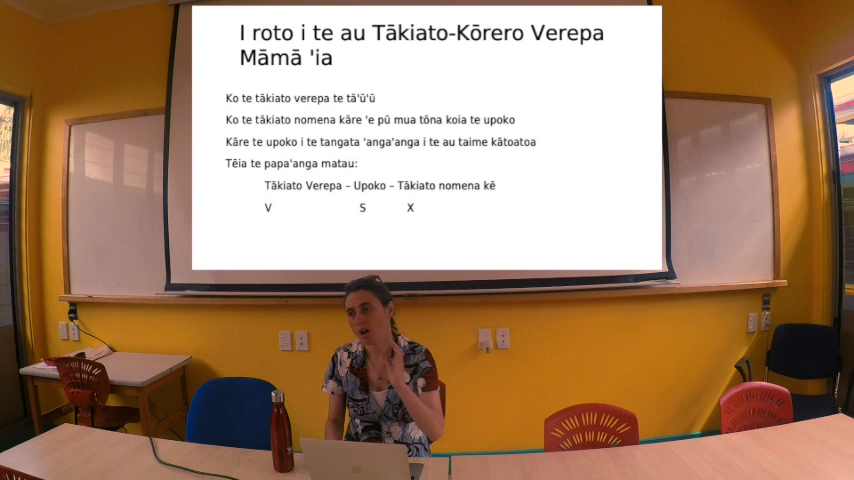 I roto i te au Tākiato-Kōrero Verepa
Māmā 'ia
Ko te tākiato verepa te tā'ū'ū
Ko te tākiato nomena kāre 'e pū mua tōna koia te upoko
Kāre te upoko i te tangata 'anga'anga i te au taime kātoatoa
Tēia te papa'anga matau:
Tākiato Verepa – Upoko – Tākiato nomena kē
V S X